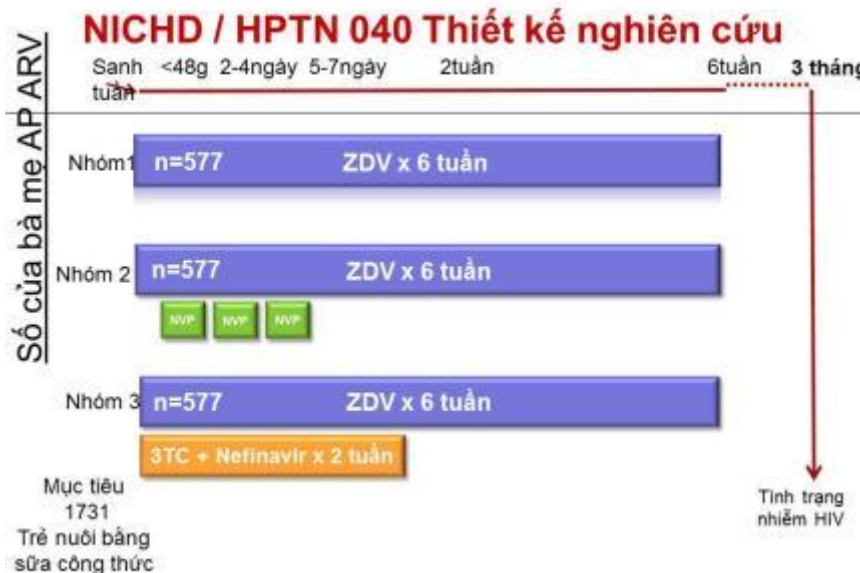 NICHD / HPTN 040 Thiết kế nghiên cứu
Sanh <48g 2-4ngày 5-7ngày 2tuần 6tuần 3 tháng
tuần
Số của bà mẹ AP ARV
Nhóm1 n=577 ZDV x 6 tuần
Nhóm 2 n=577 ZDV x 6 tuần
NVP NVP NVP
Nhóm 3 n=577 ZDV x 6 tuần
3TC + Nefinavir x 2 tuần
Mục tiêu
1731
Trẻ nuôi bằng
sữa công thức
Tình trạng
nhiễm HIV